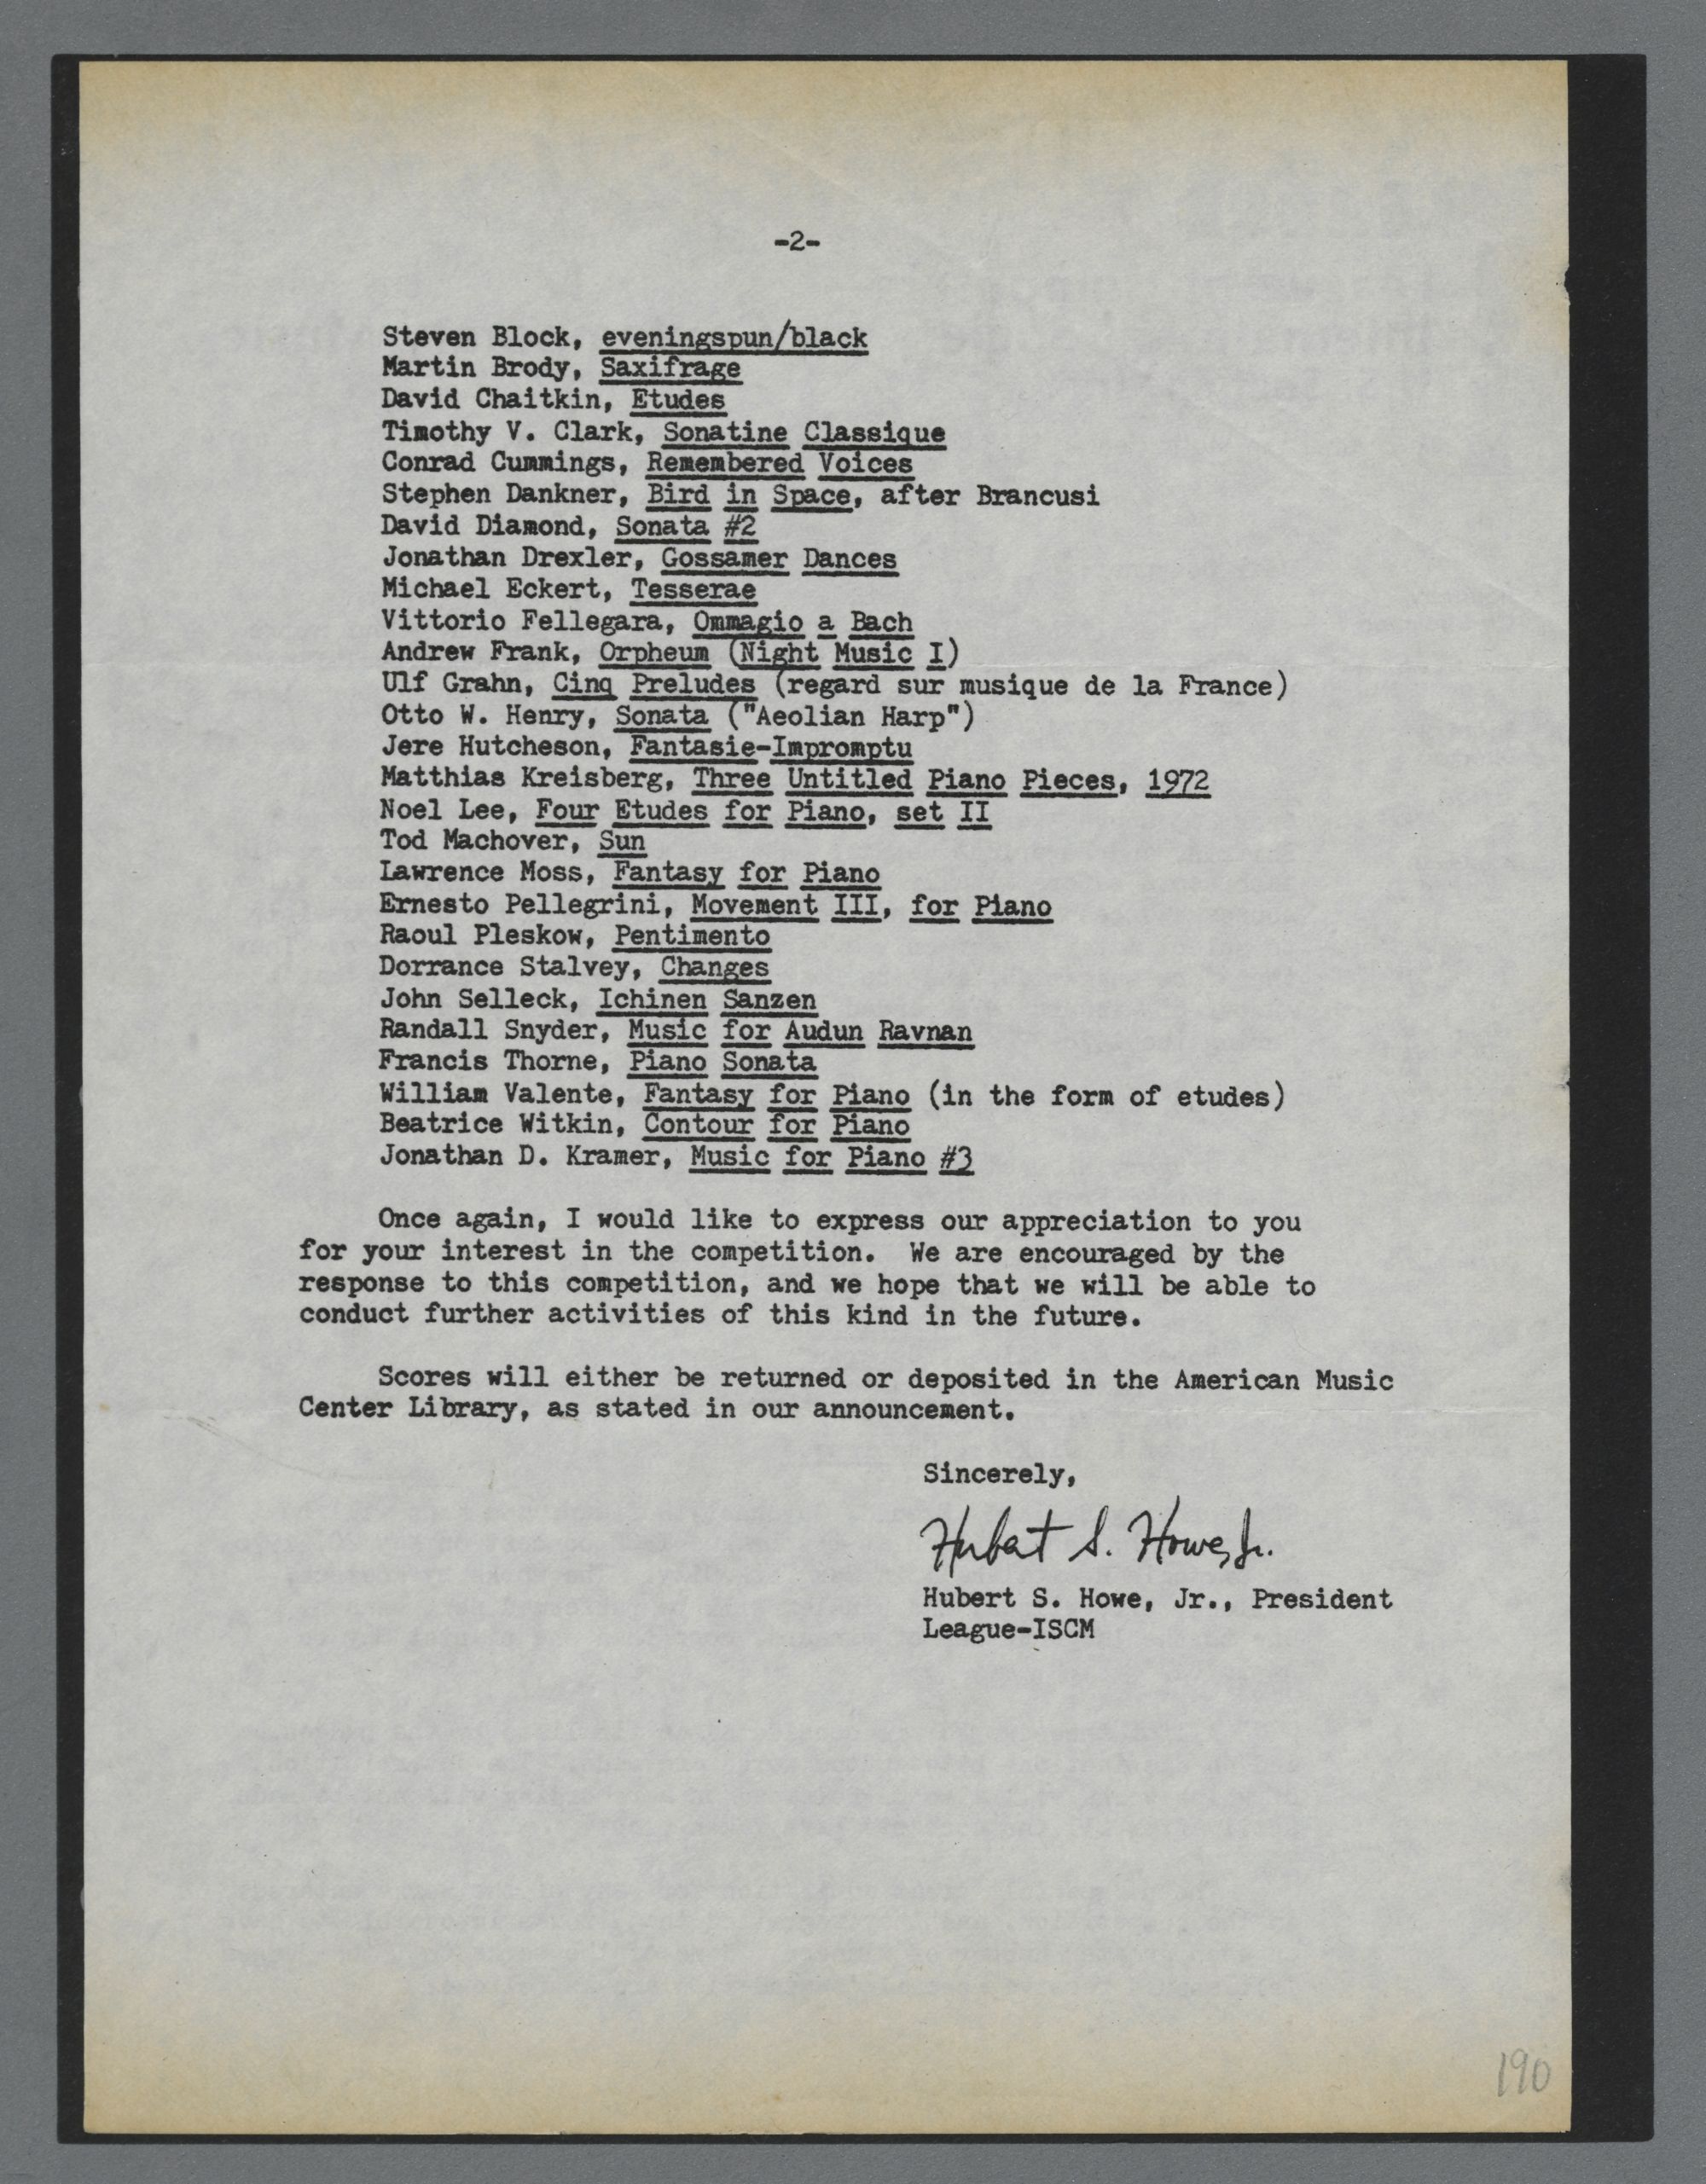 -2-
Steven Block, eveningspun/black
Martin Brody, Saxifrage
David Chaitkin, Etudes
Timothy V. Clark, Sonatine Classique
Conrad Cummings, Remembered Voices
Stephen Dankner, Bird in Space, after Brancusi
David Diamond, Sonata #2
Jonathan Drexler, Gossamer Dances
Michael Eckert, Tesserae
Vittorio Fellegara, Ommagio a Bach
Andrew Frank, Orpheum (Night Music I)
Ulf Grahn, Cinq Preludes (regard sur musique de la France)
Otto W. Henry, Sonata ("Aeolian Harp")
Jere Hutcheson, Fantasie-Impromptu
Matthias Kreisberg, Three Untitled Piano Pieces, 1972
Noel Lee, Four Etudes for Piano, set II
Tod Machover, Sun
Lawrence Moss, Fantasy for Piano
Ernesto Pellegrini, Movement III, for Piano
Raoul Pleskow, Pentimento
Dorrance Stalvey, Changes
John Selleck, Ichinen Sanzen
Randall Snyder, Music for Audun Ravnan
Francis Thorne, Piano Sonata
William Valente, Fantasy for Piano (in the form of etudes)
Beatrice Witkin, Contour for Piano
Jonathan D. Kramer, Music for Piano #3
Once again, I would like to express our appreciation to you
for your interest in the competition. We are encouraged by the
response to this competition, and we hope that we will be able to
conduct further activities of this kind in the future.
Scores will either be returned or deposited in the American Music
Center Library, as stated in our announcement.
Sincerely,
Hubert S. Howe, Jr.
Hubert S. Howe, Jr., President
League-ISCM
190